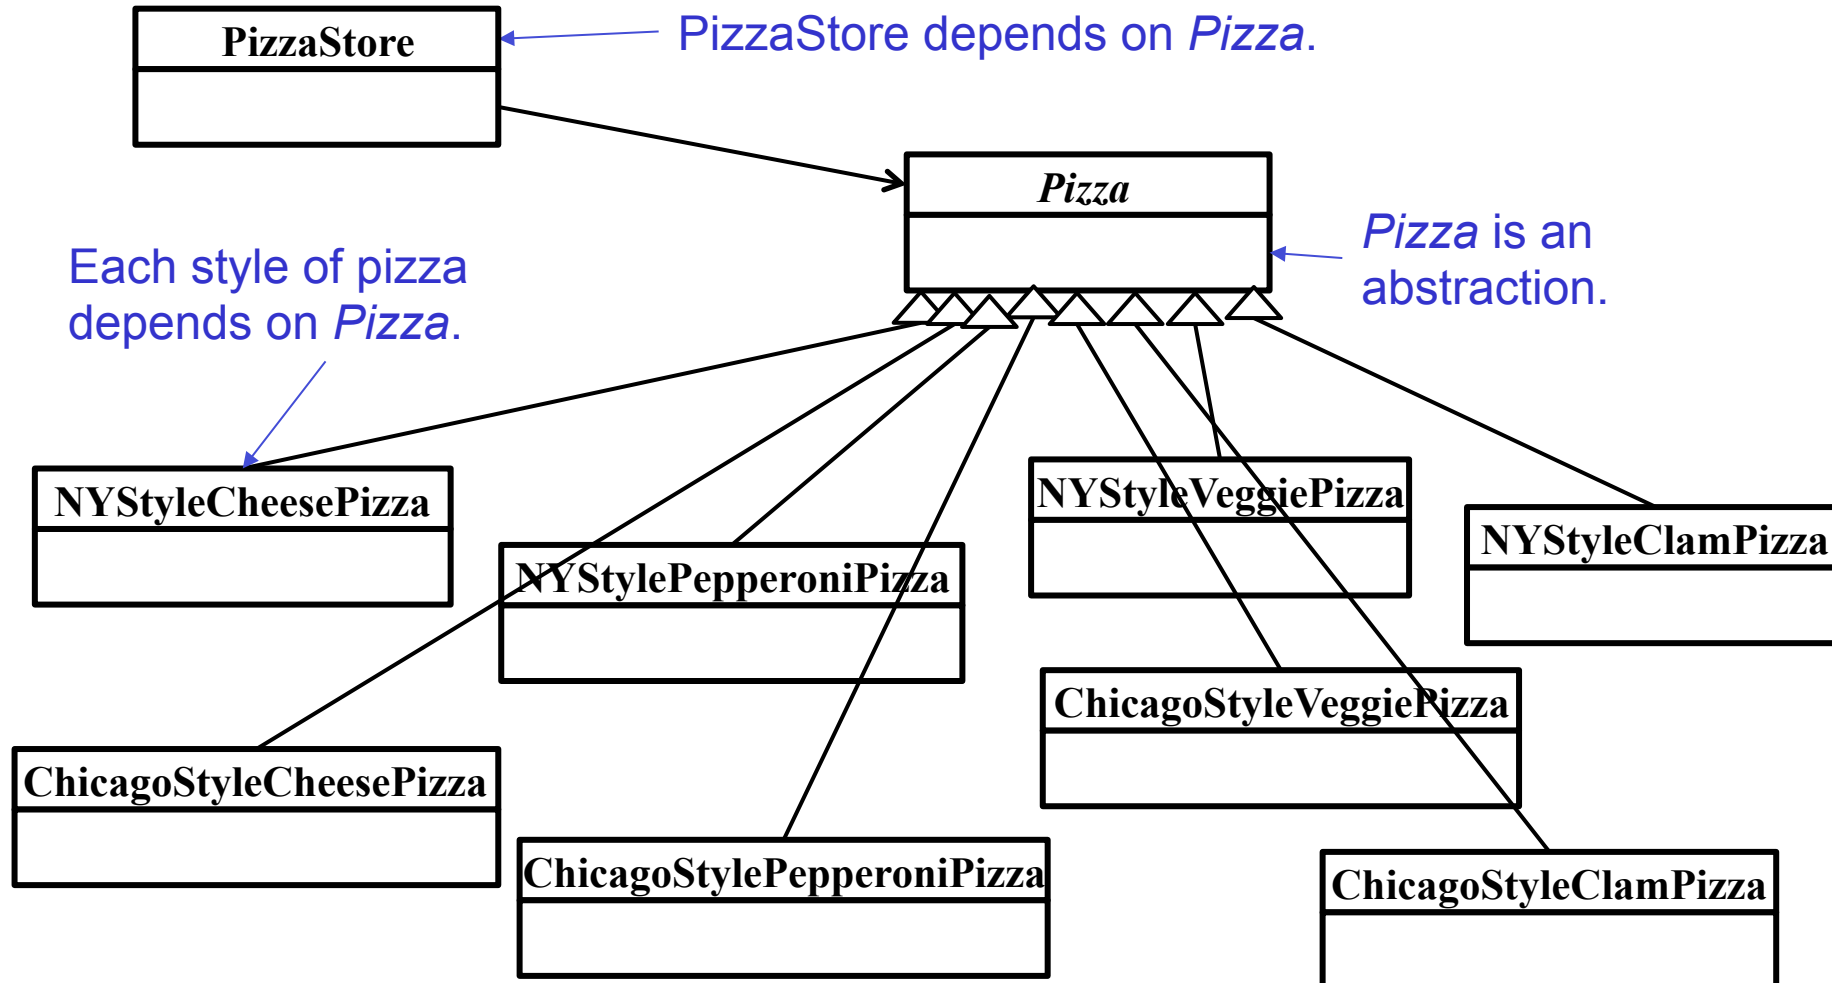 PizzaStore
PizzaStore depends on Pizza.
Pizza
Pizza is an
abstraction.
Each style of pizza
depends on Pizza.
NYStyleCheesePizza
NYStylePepperoniPizza
NYStyleVeggiePizza
NYStyleClamPizza
ChicagoStyleCheesePizza
ChicagoStylePepperoniPizza
ChicagoStyleVeggiePizza
ChicagoStyleClamPizza